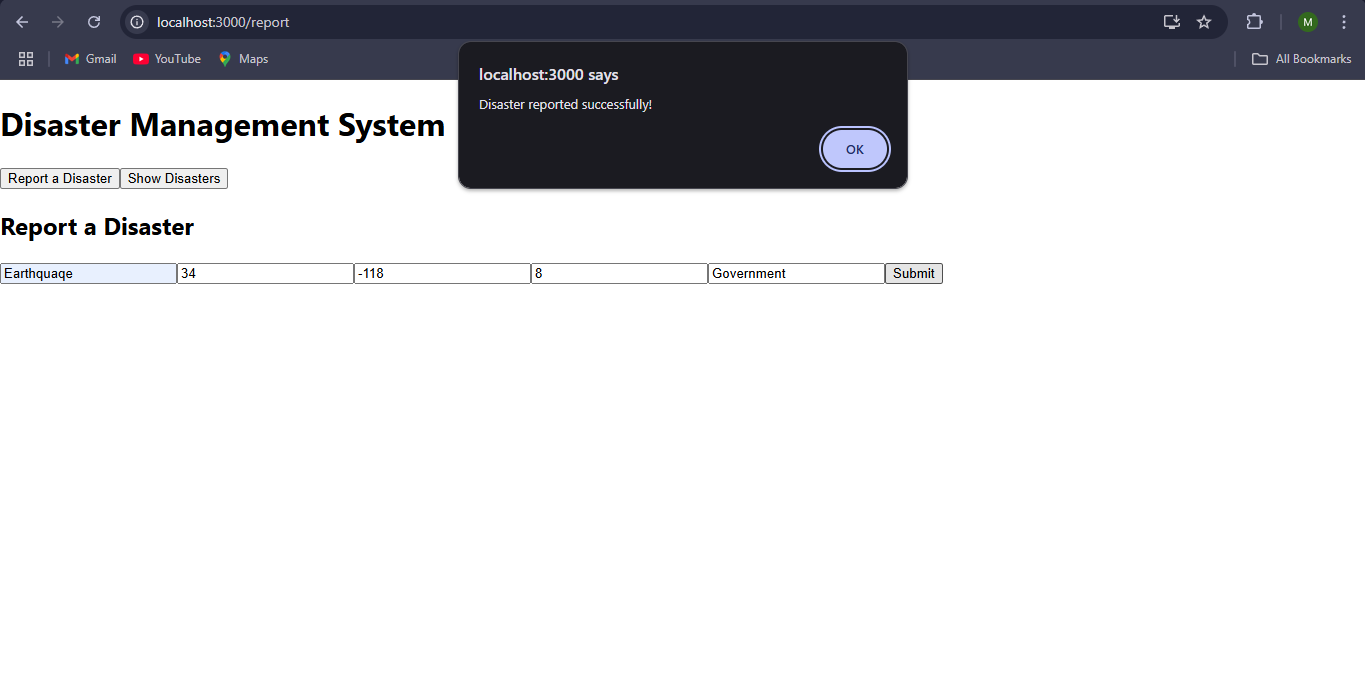 localhost:3000/report
M
Gmail YouTube Maps All Bookmarks
localhost:3000 says
Disaster reported successfully!
OK
Disaster Management System
Report a Disaster Show Disasters
Report a Disaster
Earthquaqe 34 -118 8 Government Submit